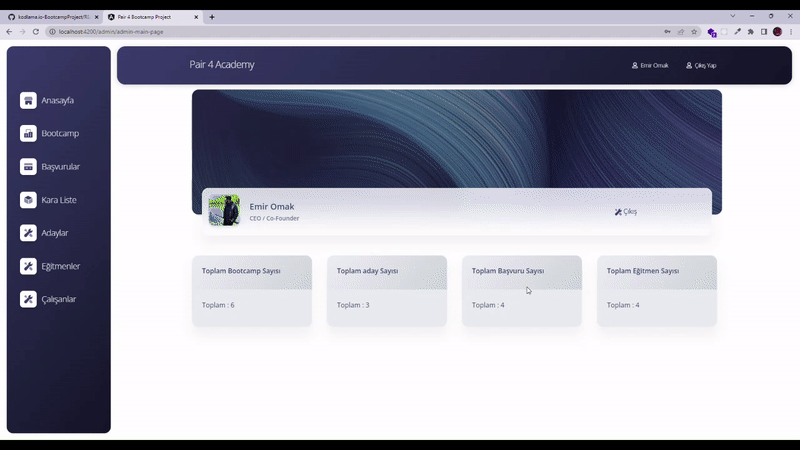 kodlama.io-BootcampProject/RE
Pair 4 Bootcamp Project
localhost:4200/admin/admin-main-page
Pair 4 Academy
Emir Omak
Çıkış Yap
Anasayfa
Bootcamp
Başvurular
Kara Liste
Adaylar
Eğitmenler
Çalışanlar
Emir Omak
CEO / Co-Founder
Çıkış
Toplam Bootcamp Sayısı
Toplam : 6
Toplam aday Sayısı
Toplam : 3
Toplam Başvuru Sayısı
Toplam : 4
Toplam Eğitmen Sayısı
Toplam : 4